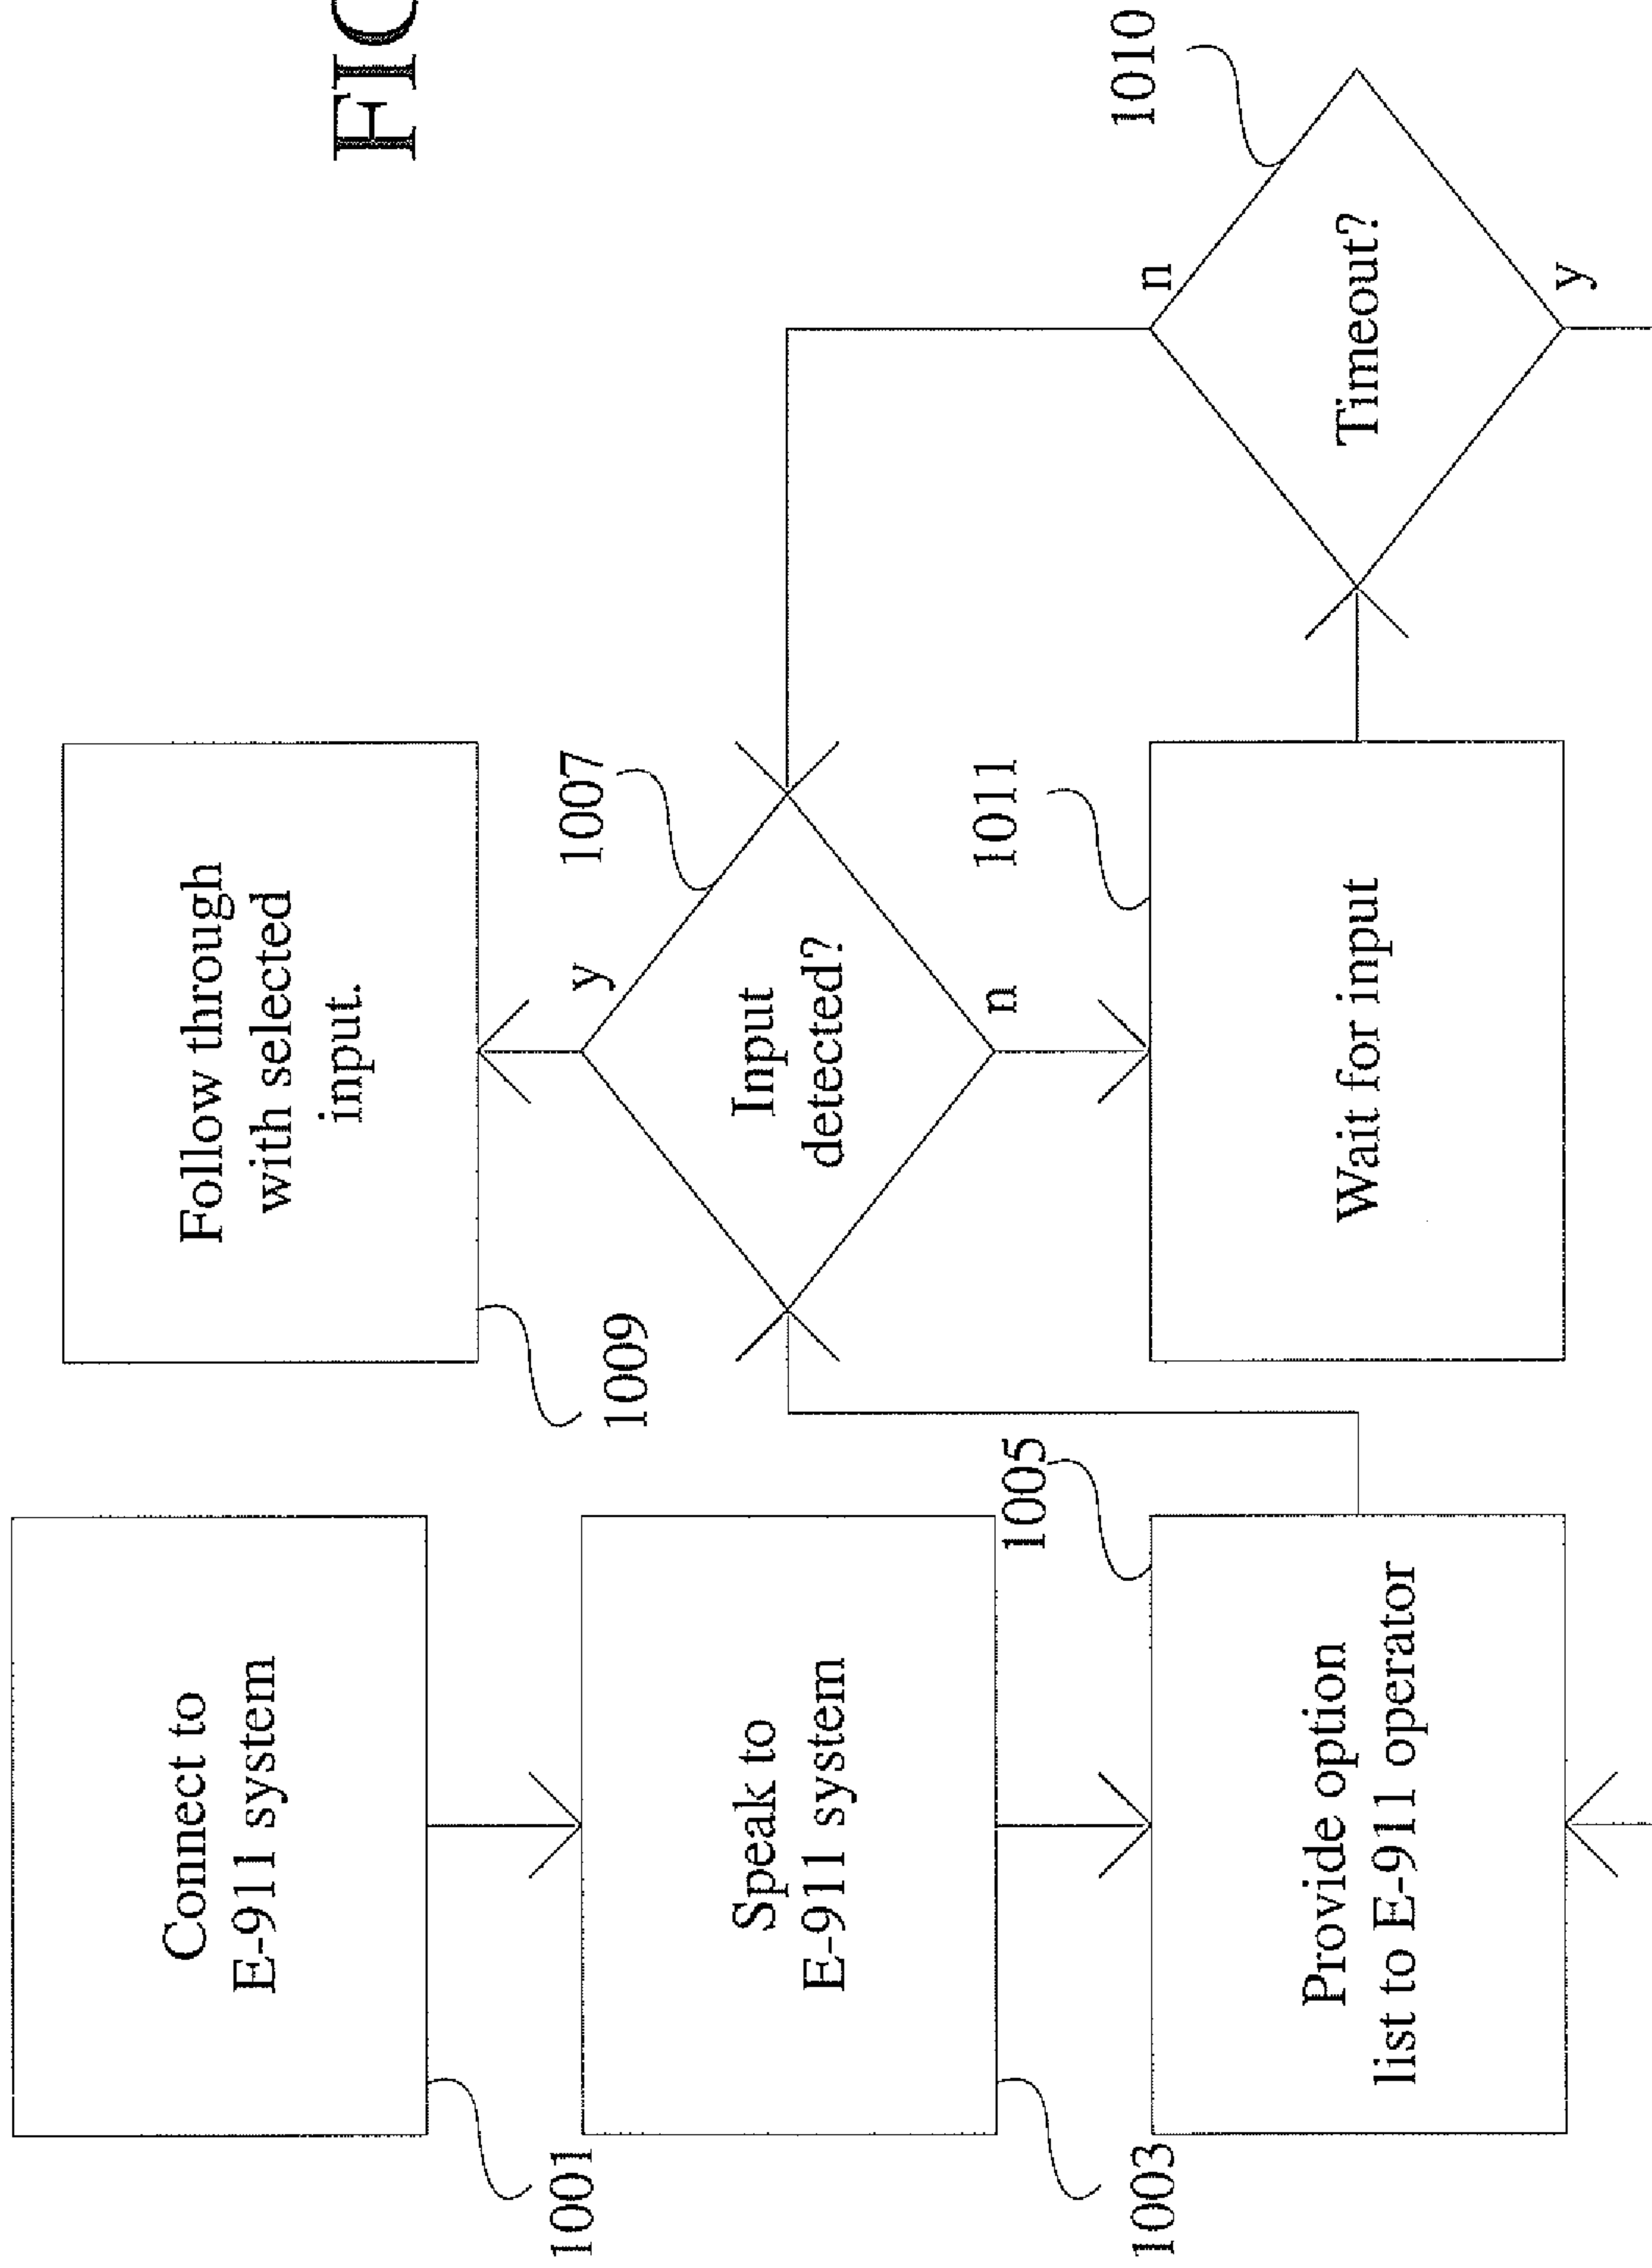 Connect to
E-911 system
1001
Speak to
E-911 system
1003
Provide option
list to E-911 operator
1005
Follow through
with selected
input.
1009
y
1007
Input
detected?
n
1011
Wait for input
1010
n
Timeout?
y